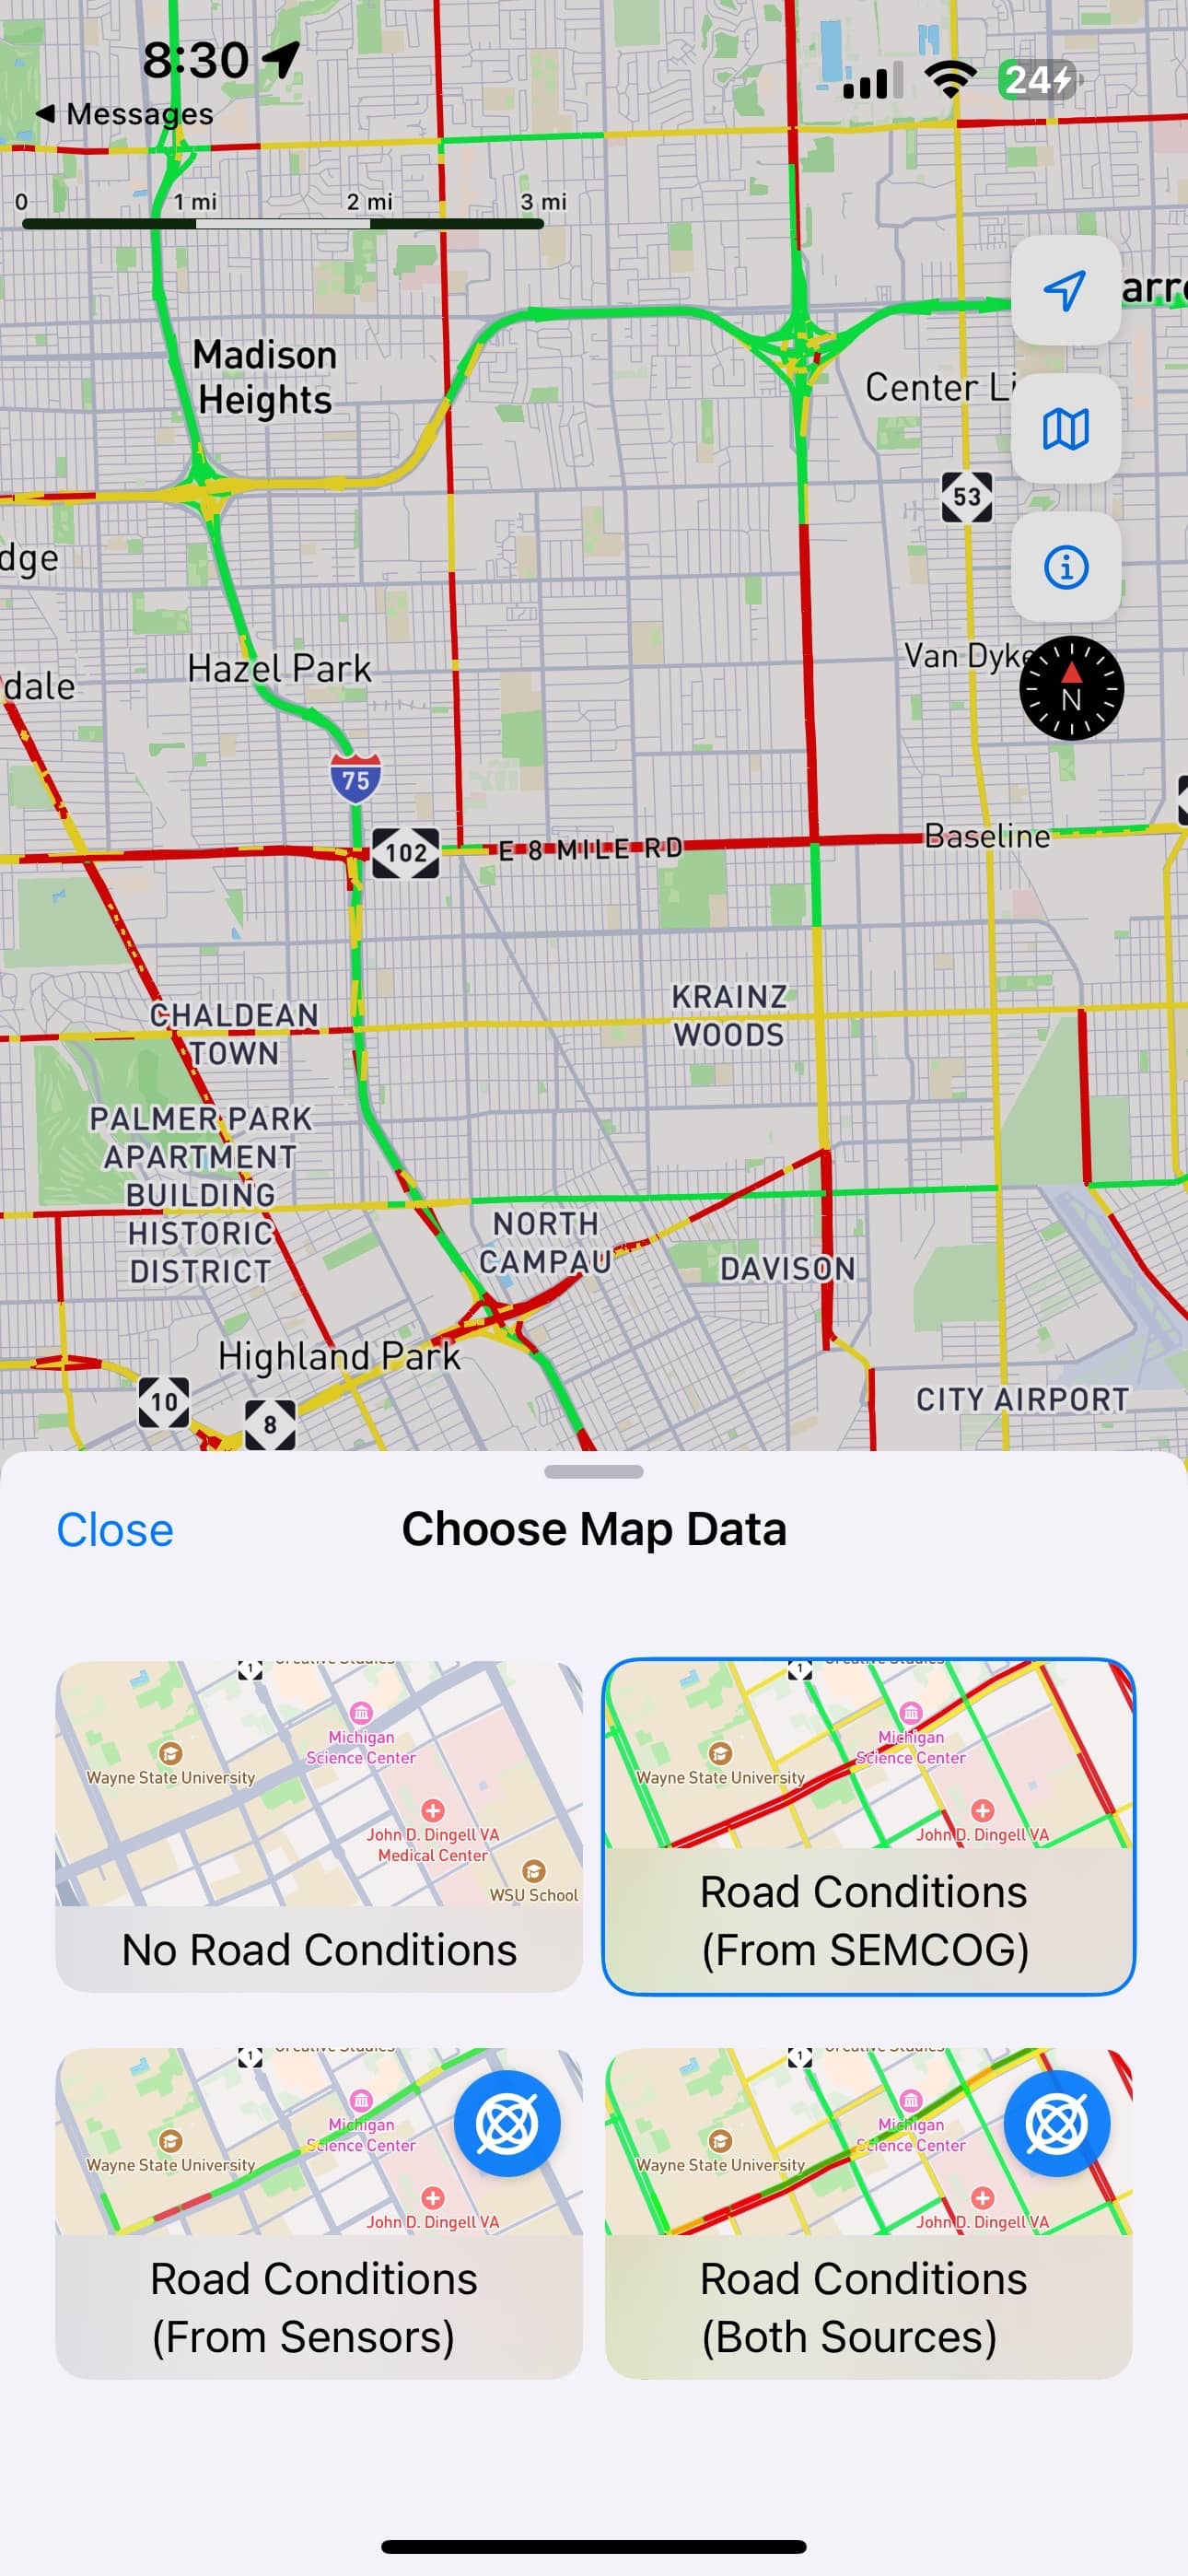 8:30
24
Messages
0 1 mi 2 mi 3 mi
Madison
Heights
Center Li
53
dge
Van Dyke
Hazel Park
dale
N
75
102
E 8 MILE RD
Baseline
CHALDEAN
TOWN
KRAINZ
WOODS
PALMER PARK
APARTMENT
BUILDING
HISTORIC
DISTRICT
NORTH
CAMPAU
DAVISON
Highland Park
10
8
CITY AIRPORT
Close
Choose Map Data
1
Michigan
Science Center
Wayne State University
John D. Dingell VA
Medical Center
WSU School
No Road Conditions
1
Michigan
Science Center
Wayne State University
John D. Dingell VA
Road Conditions
(From SEMCOG)
1
Michigan
Science Center
Wayne State University
John D. Dingell VA
Road Conditions
(From Sensors)
1
Michigan
Science Center
Wayne State University
John D. Dingell VA
Road Conditions
(Both Sources)